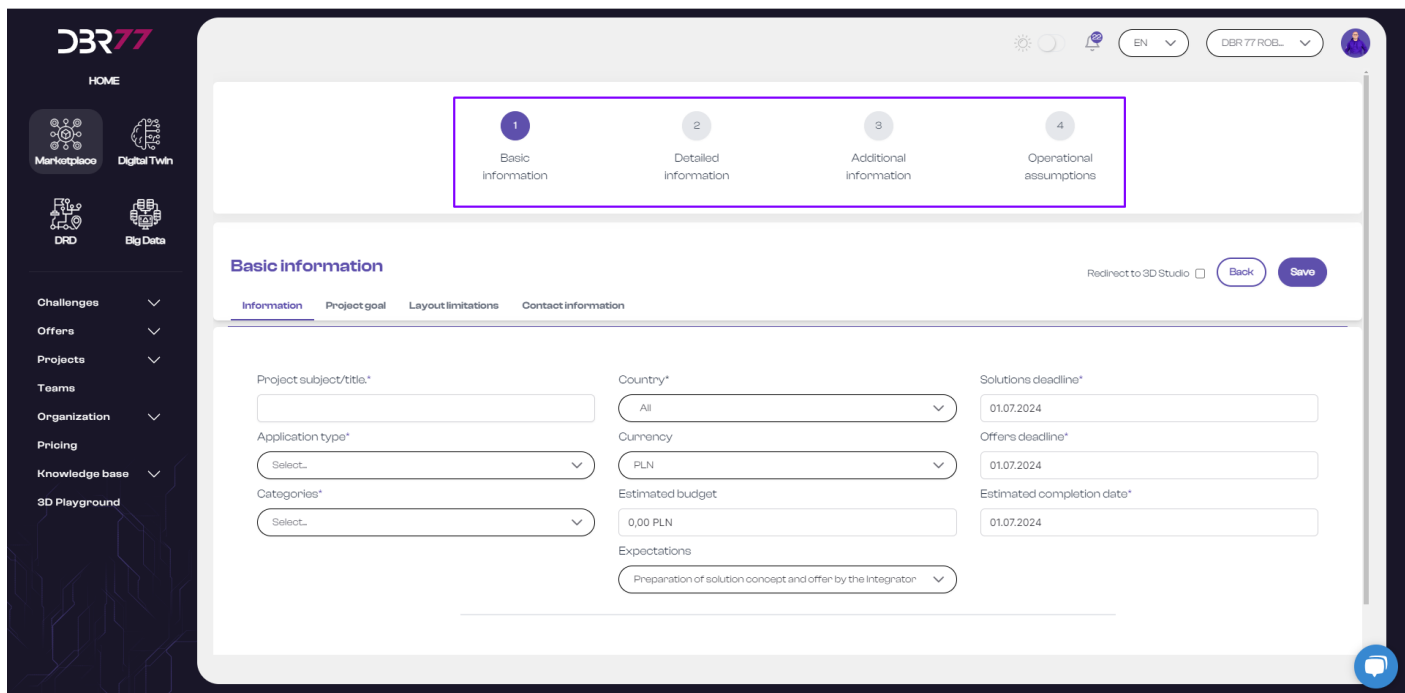 DBR77
HOME
Marketplace
Digital Twin
DRD
Big Data
Challenges
Offers
Projects
Teams
Organization
Pricing
Knowledge base
3D Playground
22
EN
DBR 77 ROB...
1
2
3
4
Basic
information
Detailed
information
Additional
information
Operational
assumptions
Basic information
Redirect to 3D Studio
Back
Save
Information
Project goal
Layout limitations
Contact information
Project subject/title.*
Country*
Solutions deadline*
All
01.07.2024
Application type*
Currency
Offers deadline*
Select...
PLN
01.07.2024
Categories*
Estimated budget
Estimated completion date*
Select...
0,00 PLN
01.07.2024
Expectations
Preparation of solution concept and offer by the Integrator